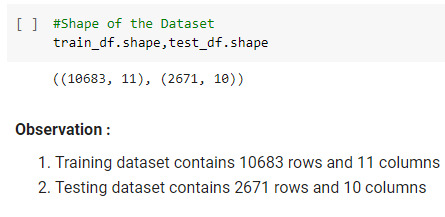 [ ] #Shape of the Dataset
train_df.shape,test_df.shape
((10683, 11), (2671, 10))
Observation :
1. Training dataset contains 10683 rows and 11 columns
2. Testing dataset contains 2671 rows and 10 columns